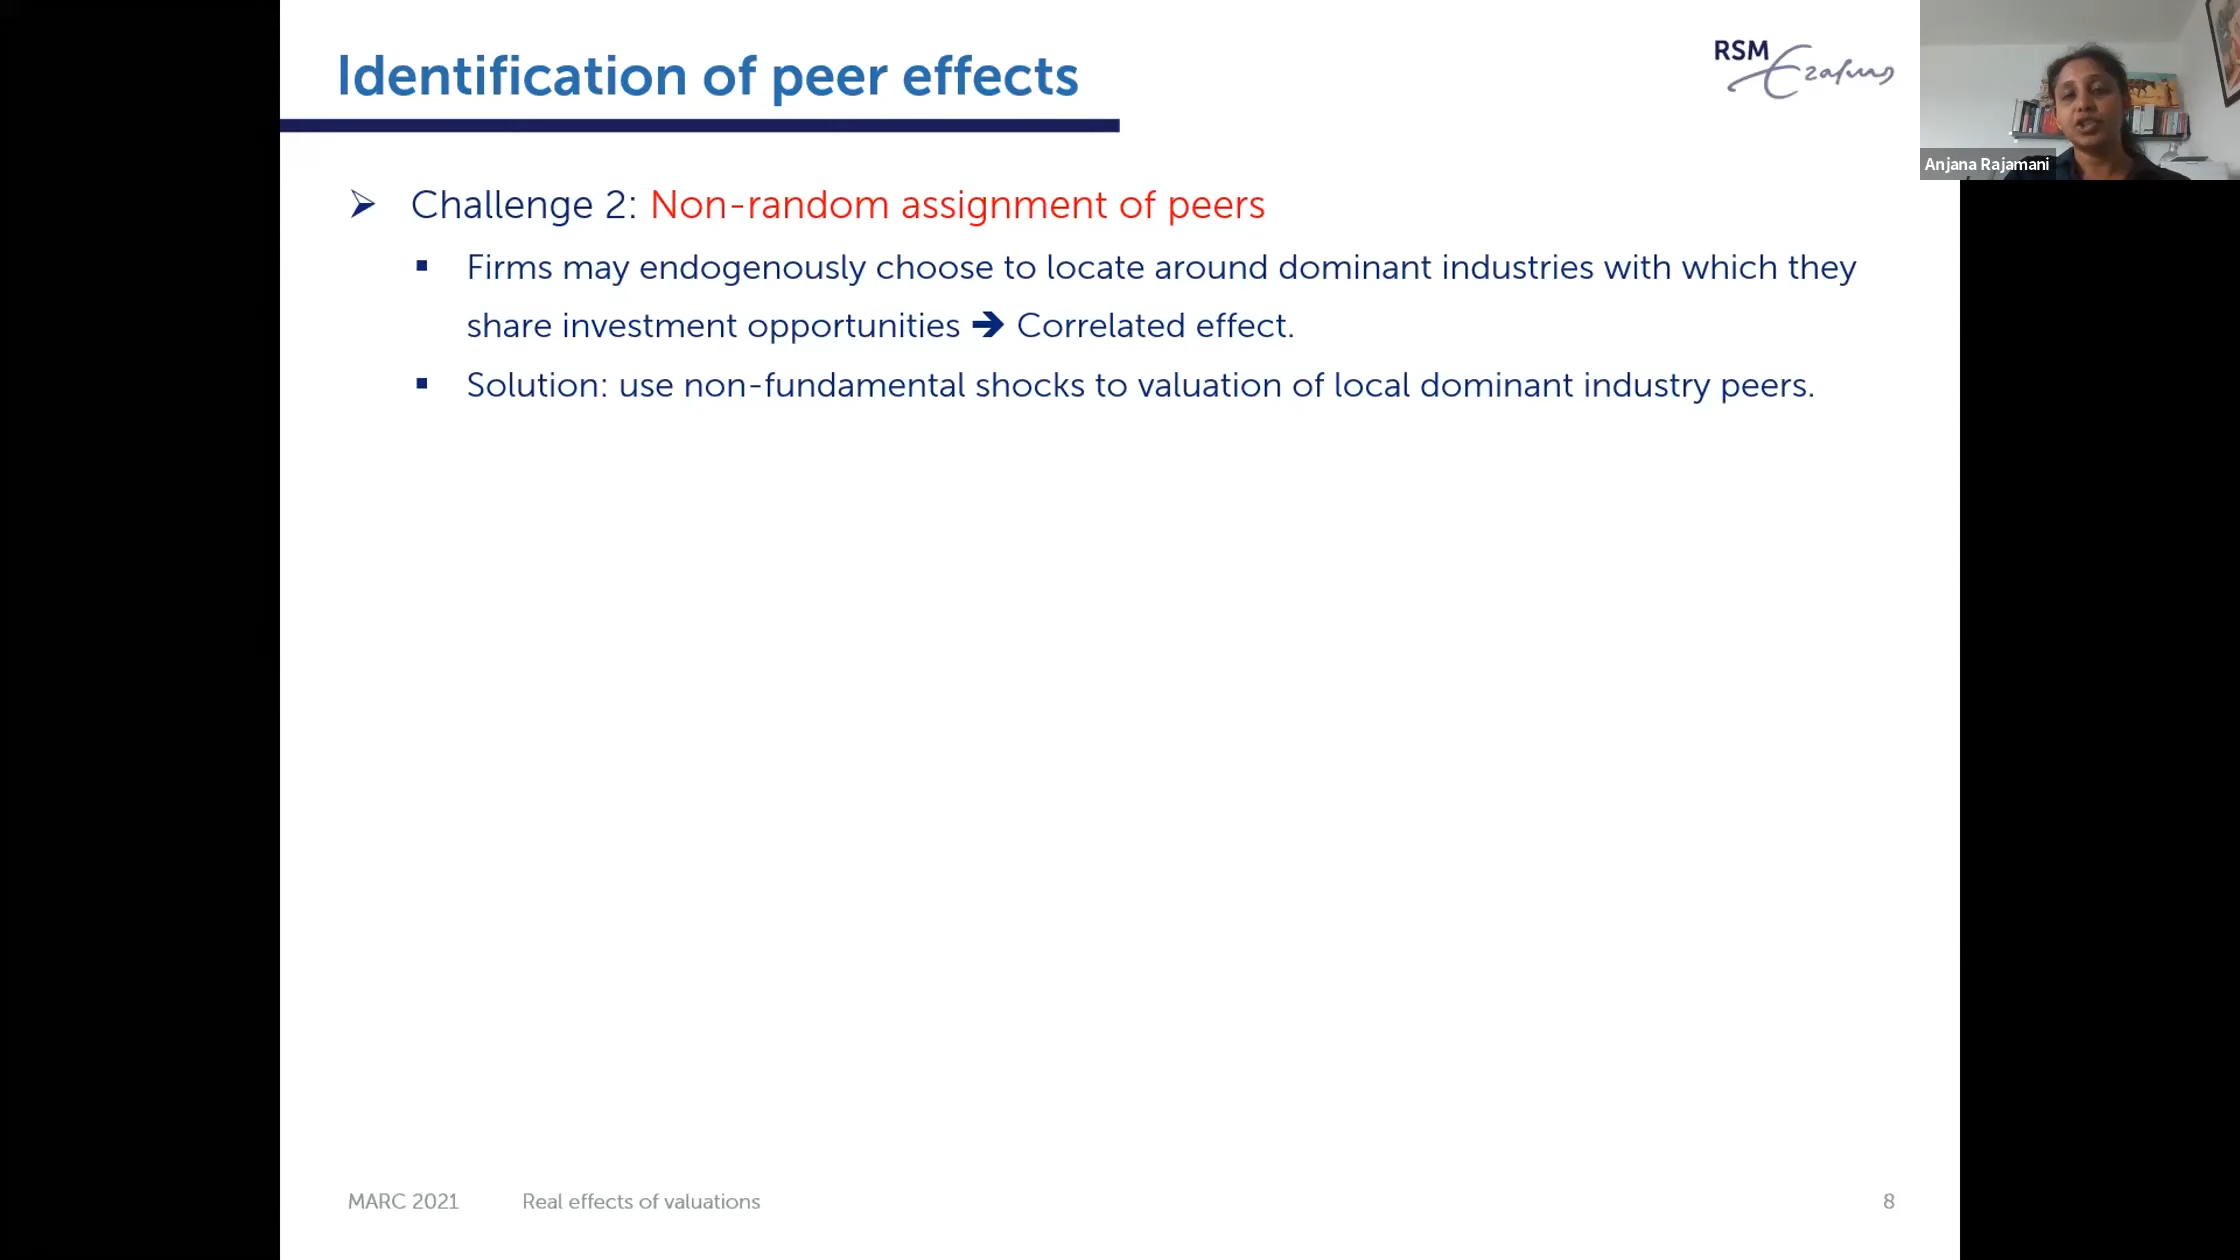 Identification of peer effects
RSM
Erasmus
Anjana Rajamani
➢ Challenge 2: Non-random assignment of peers
▪ Firms may endogenously choose to locate around dominant industries with which they
share investment opportunities ➔ Correlated effect.
▪ Solution: use non-fundamental shocks to valuation of local dominant industry peers.
MARC 2021 Real effects of valuations 8